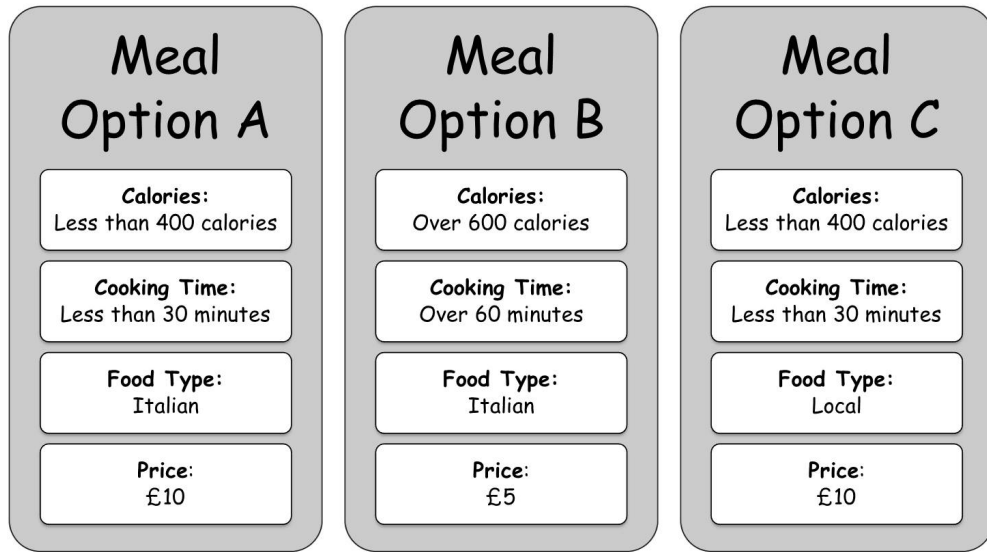 Meal
Option A
Calories:
Less than 400 calories
Cooking Time:
Less than 30 minutes
Food Type:
Italian
Price:
£10
Meal
Option B
Calories:
Over 600 calories
Cooking Time:
Over 60 minutes
Food Type:
Italian
Price:
£5
Meal
Option C
Calories:
Less than 400 calories
Cooking Time:
Less than 30 minutes
Food Type:
Local
Price:
£10